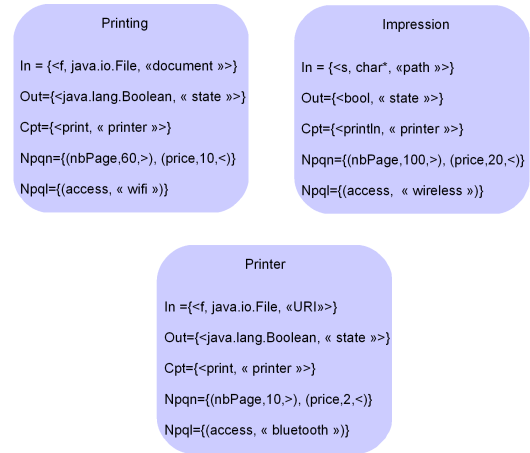 Printing
In = {<f, java.io.File, «document »>}
Out={<java.lang.Boolean, « state »>}
Cpt={<print, « printer »>}
Npqn={(nbPage,60,>), (price,10,<)}
Npql={(access, « wifi »)}
Impression
In = {<s, char*, «path »>}
Out={<bool, « state »>}
Cpt={<println, « printer »>}
Npqn={(nbPage,100,>), (price,20,<)}
Npql={(access,  « wireless »)}
Printer
In ={<f, java.io.File, «URI»>}
Out={<java.lang.Boolean, « state »>}
Cpt={<print, « printer »>}
Npqn={(nbPage,10,>), (price,2,<)}
Npql={(access, « bluetooth »)}